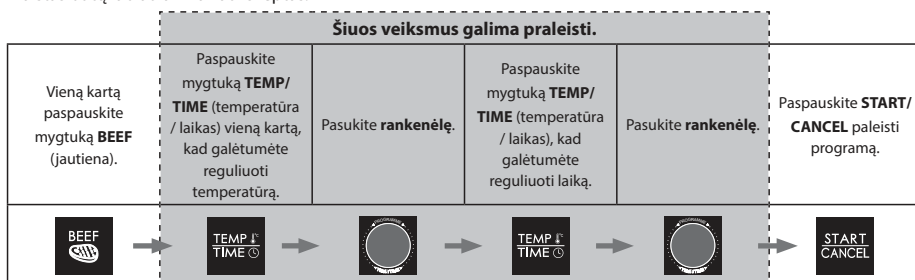 Šiuos veiksmus galima praleisti.
Vieną kartą
paspauskite
mygtuką BEEF
(jautiena).
Paspauskite
mygtuką TEMP/
TIME (temperatūra
/ laikas) vieną kartą,
kad galėtumėte
reguliuoti
temperatūrą.
Pasukite rankenėlę.
Paspauskite
mygtuką TEMP/
TIME (temperatūra
/ laikas), kad
galėtumėte
reguliuoti laiką.
Pasukite rankenėlę.
Paspauskite START/
CANCEL paleisti
programą.
BEEF
TEMP
TIME
TEMP
TIME
START
CANCEL